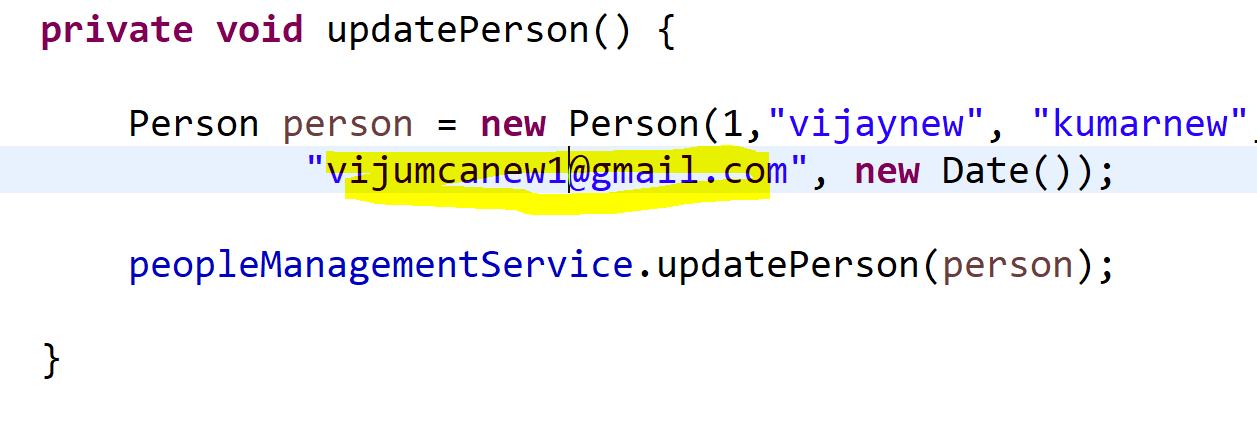 private void updatePerson() {
Person person = new Person(1,"vijaynew", "kumarnew",
"vijumcanew1@gmail.com", new Date());
peopleManagementService.updatePerson(person);
}